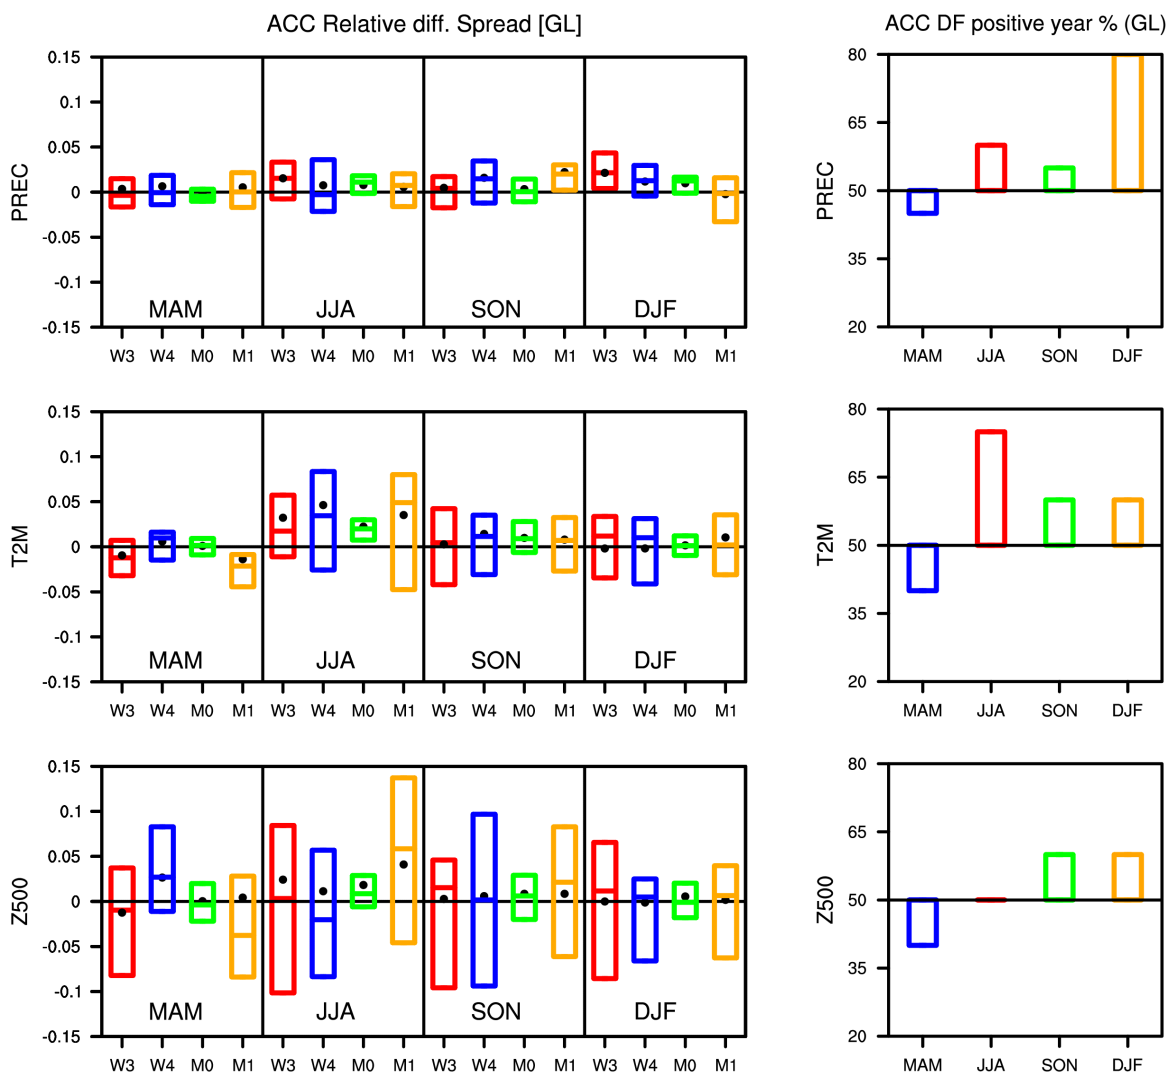 ACC Relative diff. Spread [GL]
ACC DF positive year % (GL)
0.15
0.1
0.05
0
-0.05
-0.1
-0.15
PREC
MAM JJA SON DJF
W3 W4 M0 M1 W3 W4 M0 M1 W3 W4 M0 M1 W3 W4 M0 M1
80
65
50
35
20
PREC
MAM JJA SON DJF
0.15
0.1
0.05
0
-0.05
-0.1
-0.15
T2M
MAM JJA SON DJF
W3 W4 M0 M1 W3 W4 M0 M1 W3 W4 M0 M1 W3 W4 M0 M1
80
65
50
35
20
T2M
MAM JJA SON DJF
0.15
0.1
0.05
0
-0.05
-0.1
-0.15
Z500
MAM JJA SON DJF
W3 W4 M0 M1 W3 W4 M0 M1 W3 W4 M0 M1 W3 W4 M0 M1
80
65
50
35
20
Z500
MAM JJA SON DJF